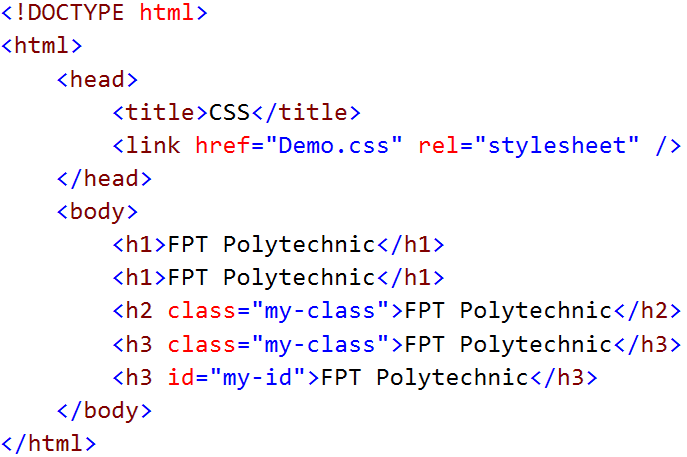 <!DOCTYPE html>
<html>
    <head>
        <title>CSS</title>
        <link href="Demo.css" rel="stylesheet" />
    </head>
    <body>
        <h1>FPT Polytechnic</h1>
        <h1>FPT Polytechnic</h1>
        <h2 class="my-class">FPT Polytechnic</h2>
        <h3 class="my-class">FPT Polytechnic</h3>
        <h3 id="my-id">FPT Polytechnic</h3>
    </body>
</html>